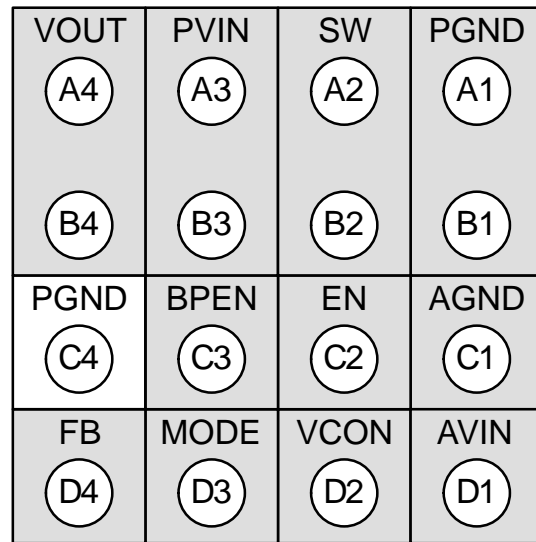 VOUT PVIN SW PGND
A4 A3 A2 A1
B4 B3 B2 B1
PGND BPEN EN AGND
C4 C3 C2 C1
FB MODE VCON AVIN
D4 D3 D2 D1